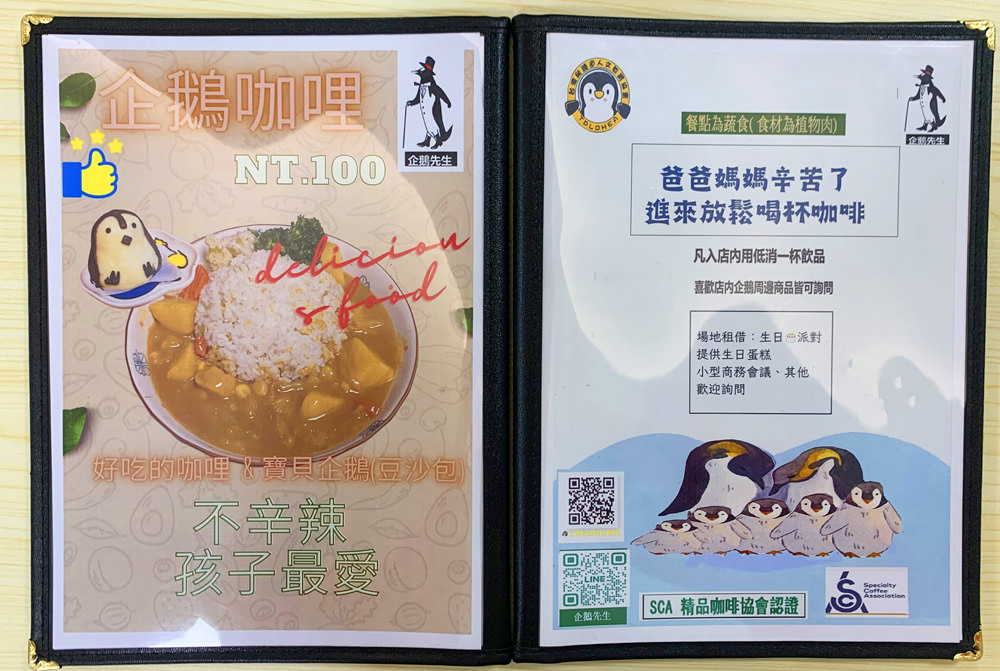 企鵝咖哩
企鵝先生
NT.100
deliciou
s food
好吃的咖哩 & 寶貝企鵝(豆沙包)
不辛辣
孩子最愛
TOLDHEM
企鵝先生
餐點為蔬食(食材為植物肉)
爸爸媽媽辛苦了
進來放鬆喝杯咖啡
凡入店內用低消一杯飲品
喜歡店內企鵝周邊商品皆可詢問
場地租借：生日派對
提供生日蛋糕
小型商務會議、其他
歡迎詢問
LINE
企鵝先生
SCA 精品咖啡協會認證
Specialty
Coffee
Association